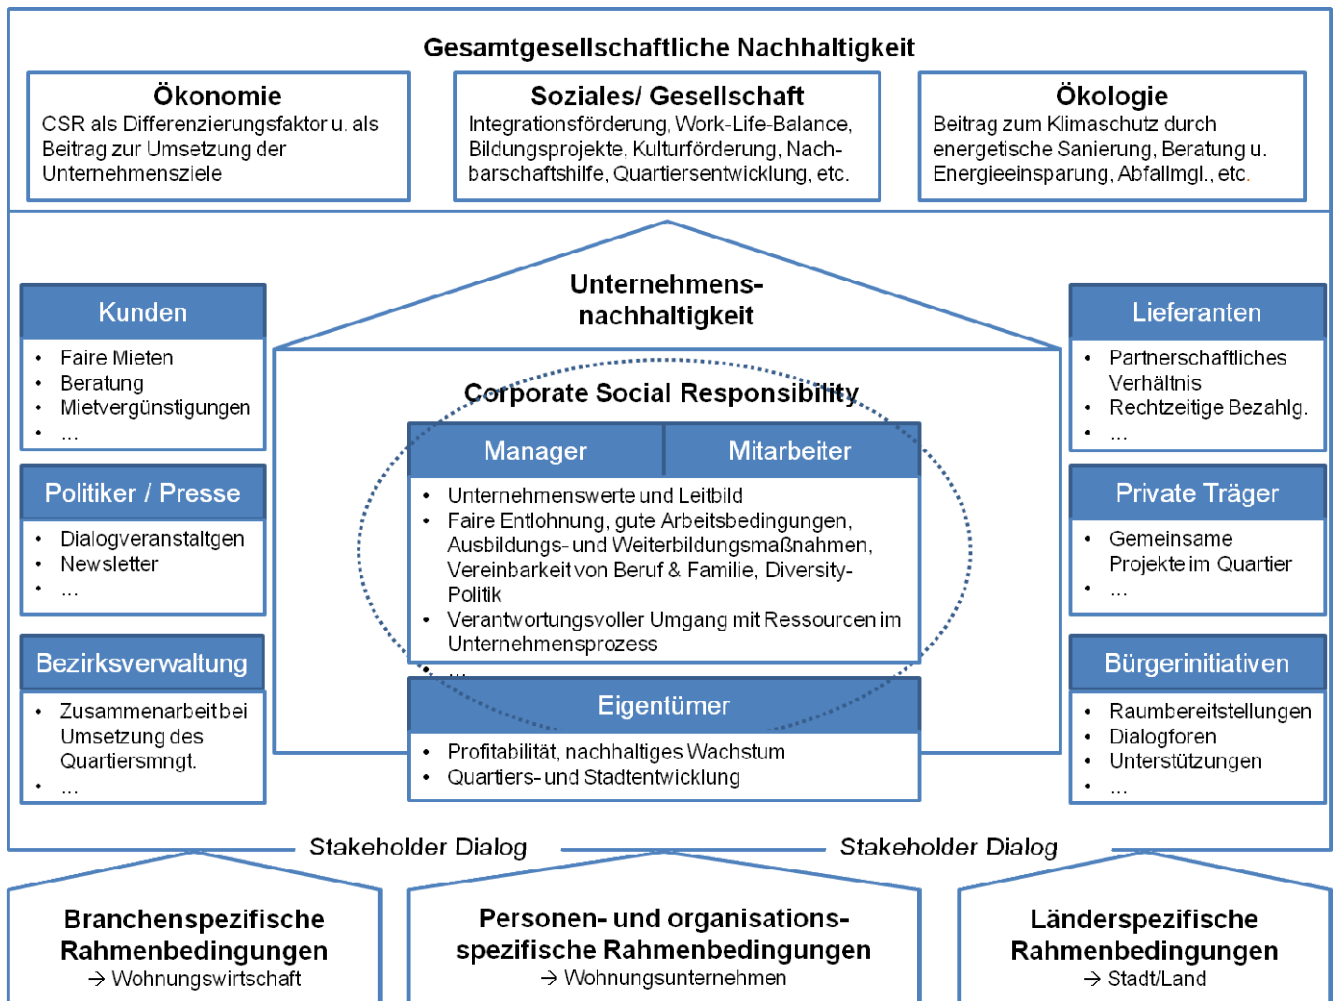 Gesamtgesellschaftliche Nachhaltigkeit
Ökonomie
CSR als Differenzierungsfaktor u. als
Beitrag zur Umsetzung der
Unternehmensziele
Soziales/ Gesellschaft
Integrationsförderung, Work-Life-Balance,
Bildungsprojekte, Kulturförderung, Nach-
barschaftshilfe, Quartiersentwicklung, etc.
Ökologie
Beitrag zum Klimaschutz durch
energetische Sanierung, Beratung u.
Energieeinsparung, Abfallmgl., etc.
Unternehmens-
nachhaltigkeit
Kunden
• Faire Mieten
• Beratung
• Mietvergünstigungen
• ...
Politiker / Presse
• Dialogveranstaltgen
• Newsletter
• ...
Bezirksverwaltung
• Zusammenarbeit bei
Umsetzung des
Quartiersmngt.
• ...
Corporate Social Responsibility
Manager
Mitarbeiter
• Unternehmenswerte und Leitbild
• Faire Entlohnung, gute Arbeitsbedingungen,
Ausbildungs- und Weiterbildungsmaßnahmen,
Vereinbarkeit von Beruf & Familie, Diversity-
Politik
• Verantwortungsvoller Umgang mit Ressourcen im
Unternehmensprozess
• ...
Eigentümer
• Profitabilität, nachhaltiges Wachstum
• Quartiers- und Stadtentwicklung
Lieferanten
• Partnerschaftliches
Verhältnis
• Rechtzeitige Bezahlg.
• ...
Private Träger
• Gemeinsame
Projekte im Quartier
• ...
Bürgerinitiativen
• Raumbereitstellungen
• Dialogforen
• Unterstützungen
• ...
Stakeholder Dialog
Stakeholder Dialog
Branchenspezifische
Rahmenbedingungen
→ Wohnungswirtschaft
Personen- und organisations-
spezifische Rahmenbedingungen
→ Wohnungsunternehmen
Länderspezifische
Rahmenbedingungen
→ Stadt/Land